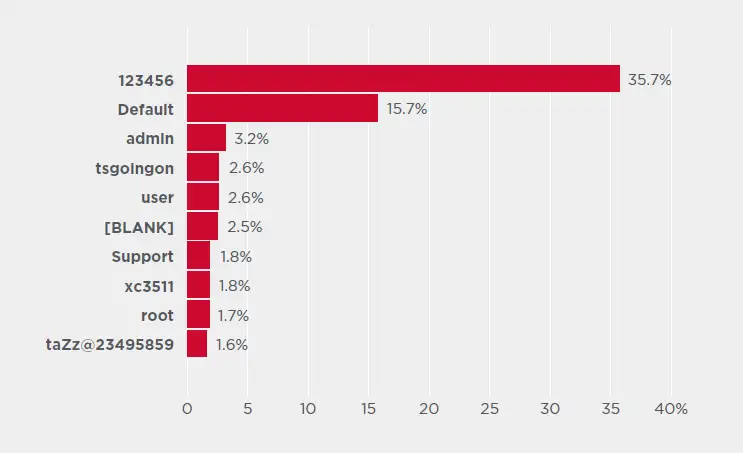 123456 35.7%
Default 15.7%
admin 3.2%
tsgoingon 2.6%
user 2.6%
[BLANK] 2.5%
Support 1.8%
xc3511 1.8%
root 1.7%
taZz@23495859 1.6%
0 5 10 15 20 25 30 35 40%